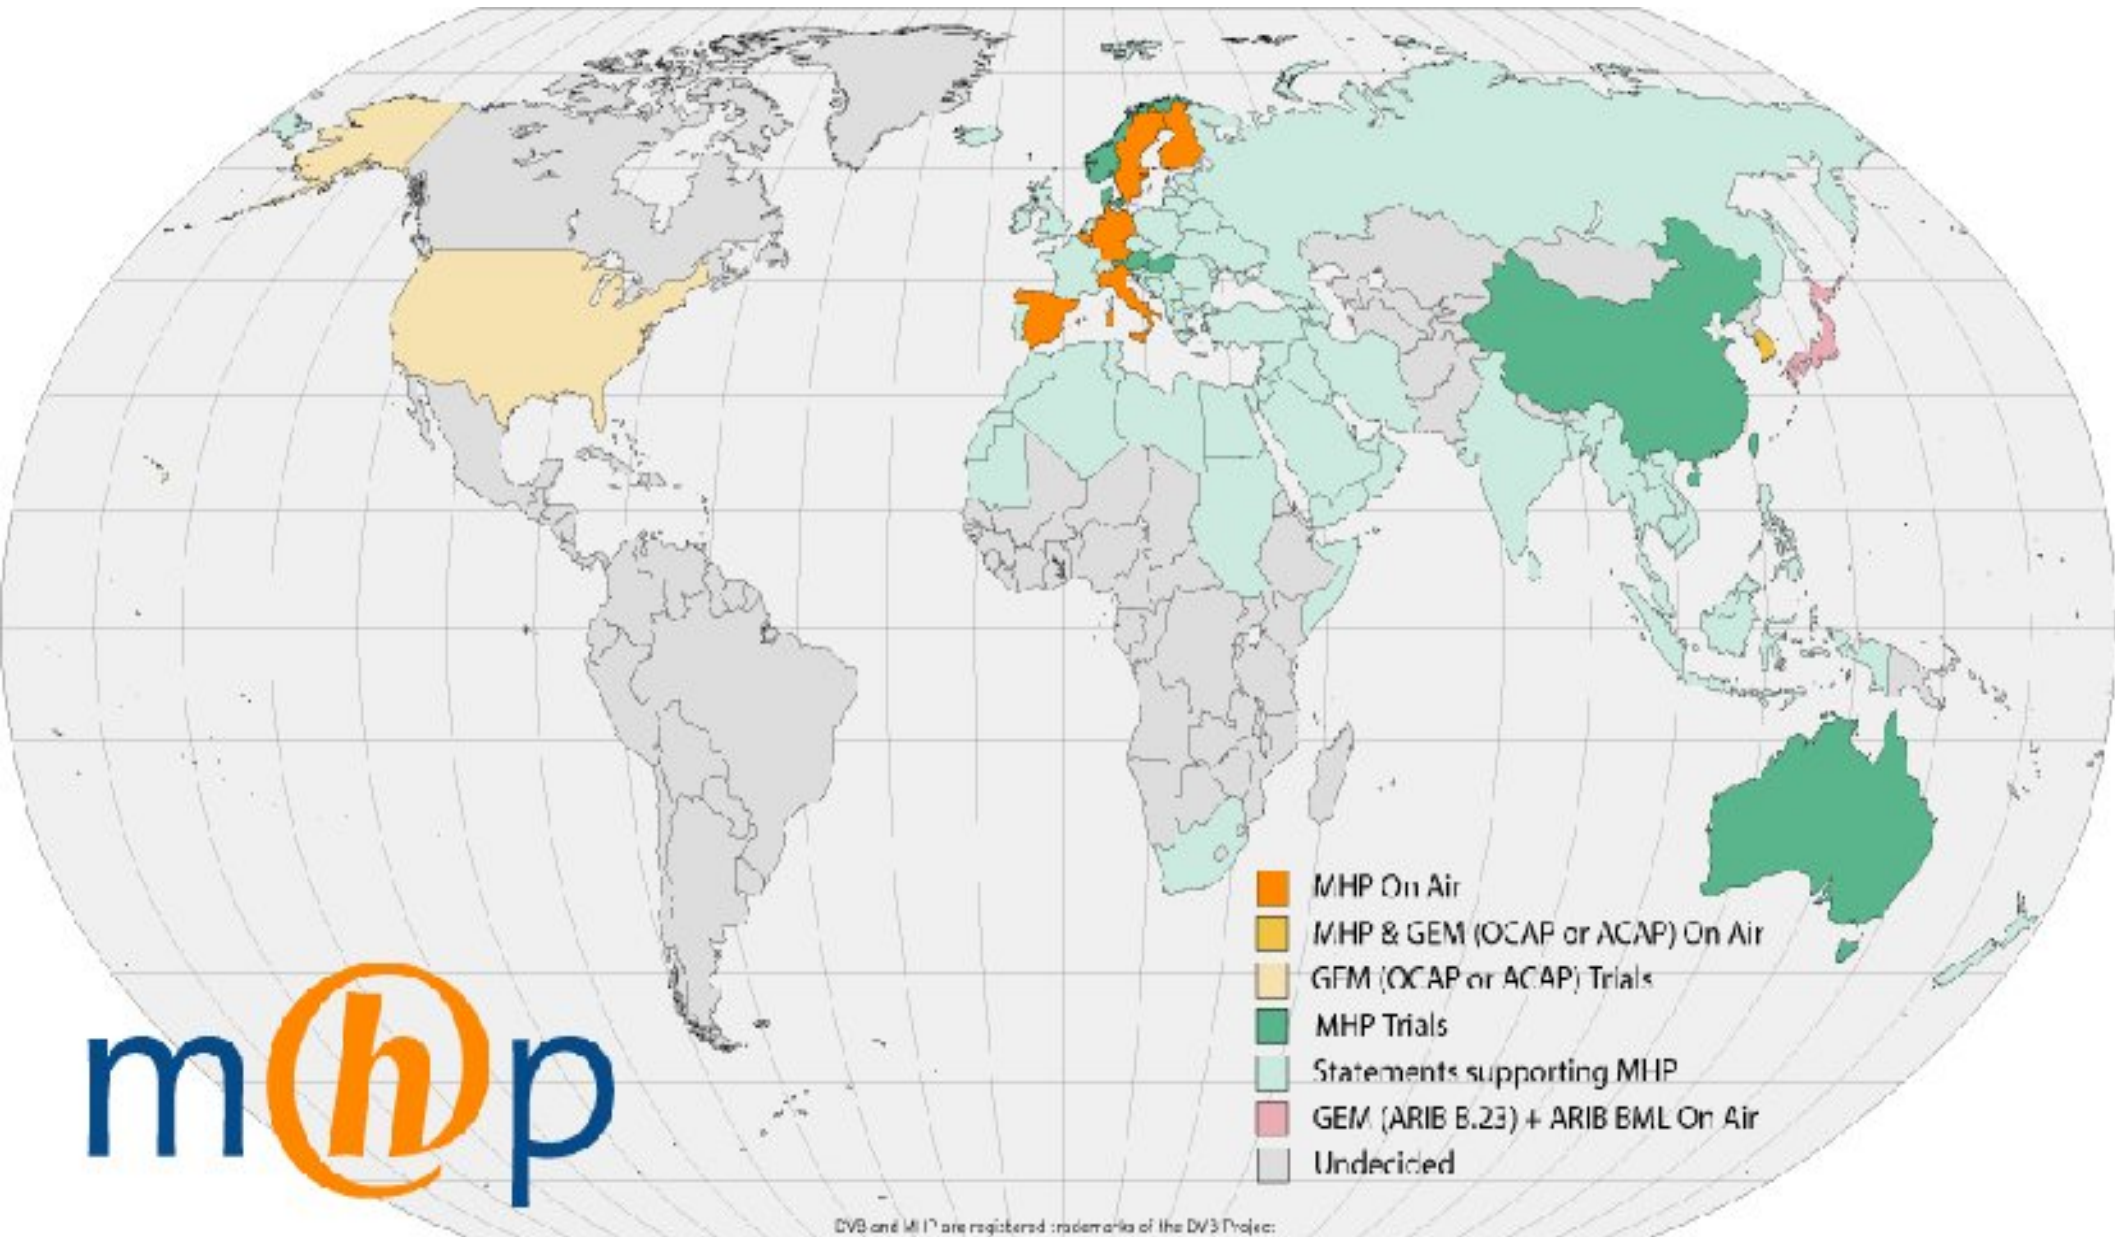 MHP On Air
MHP & GEM (OCAP or ACAP) On Air
GEM (OCAP or ACAP) Trials
MHP Trials
Statements supporting MHP
GEM (ARIB B.23) + ARIB BML On Air
Undecided
mhp
DVB and MHP are registered trademarks of the DVB Project